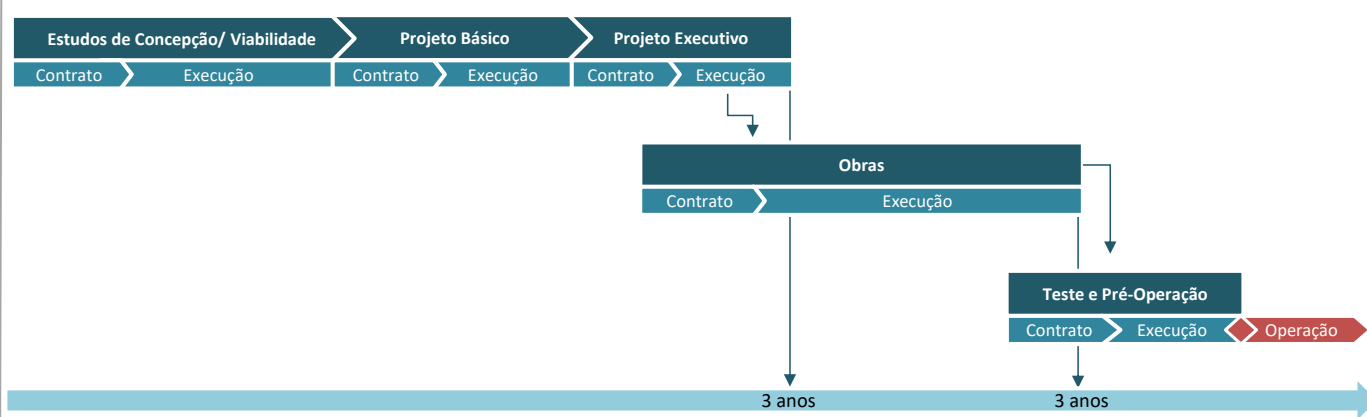 Estudos de Concepção/ Viabilidade
Projeto Básico
Projeto Executivo
Contrato
Execução
Contrato
Execução
Contrato
Execução
Obras
Contrato
Execução
Teste e Pré-Operação
Contrato
Execução
Operação
3 anos
3 anos